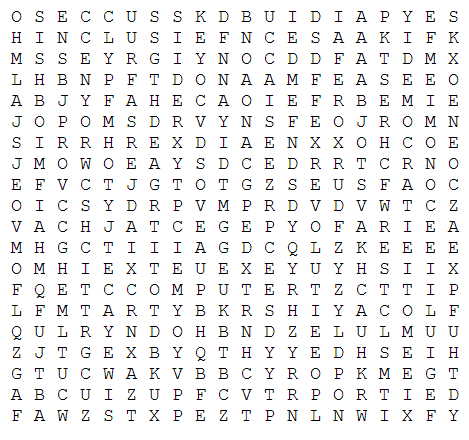 O S E C C U S S K D B U I D I A P Y E S
H I N C L U S I E F N C E S A A K I F K
M S S E Y R G I Y N O C D D F A T D M X
L H B N P F T D O N A A M F E A S E E O
A B J Y F A H E C A O I E F R B E M I E
J O P O M S D R V Y N S F E O J R O M N
S I R R H R E X D I A E N X X O H C O E
J M O W O E A Y S D C E D R R T C R N O
E F V C T J G T O T G Z S E U S F A O C
O I C S Y D R P V M P R D V D V W T C Z
V A C H J A T C E G E P Y O F A R I E A
M H G C T I I I A G D C Q L Z K E E E E
O M H I E X T E U E X E Y U Y H S I I X
F Q E T C C O M P U T E R T Z C T T I P
L F M T A R T Y B K R S H I Y A C O L F
Q U L R Y N D O H B N D Z E L U L M U U
Z J T G E X B Y Q T H Y Y E D H S E I H
G T U C W A K V B B C Y R O P K M E G T
A B C U I Z U P F C V T R P O R T I E D
F A W Z S T X P E Z T P N L N W I X F Y